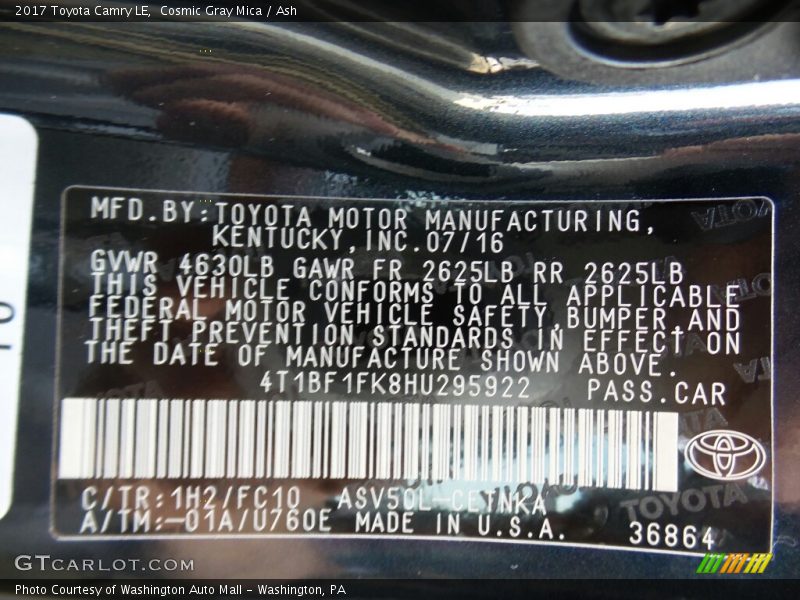 2017 Toyota Camry LE, Cosmic Gray Mica / Ash
MFD.BY:TOYOTA MOTOR MANUFACTURING,
KENTUCKY,INC.07/16
GVWR 4630LB GAWR FR 2625LB RR 2625LB
THIS VEHICLE CONFORMS TO ALL APPLICABLE
FEDERAL MOTOR VEHICLE SAFETY,BUMPER,AND
THEFT PREVENTION STANDARDS IN EFFECT ON
THE DATE OF MANUFACTURE SHOWN ABOVE.
4T1BF1FK8HU295922 PASS.CAR
C/TR:1H2/FC10 ASV50L-CETNKA
A/TM:-01A/U760E MADE IN U.S.A. 36864
TOYOTA
GTCARLOT.COM
Photo Courtesy of Washington Auto Mall - Washington, PA